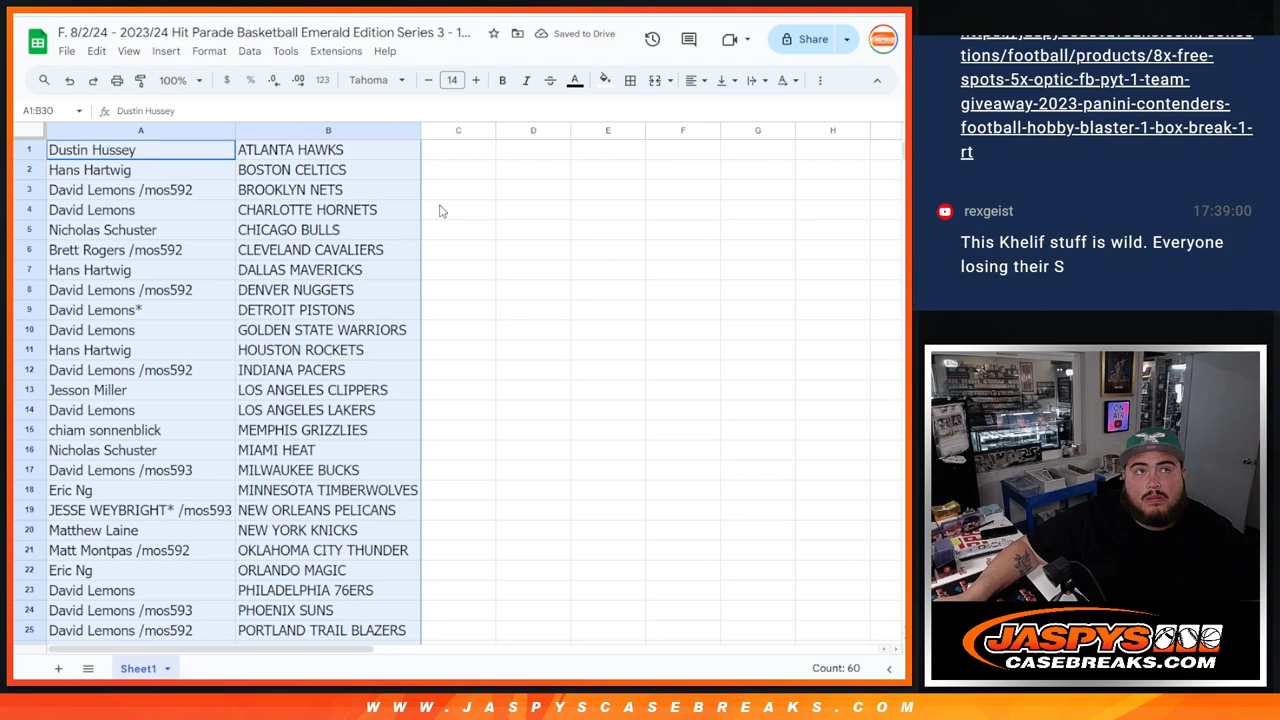 F. 8/2/24 - 2023/24 Hit Parade Basketball Emerald Edition Series 3 - 1...
Saved to Drive
Share
File Edit View Insert Format Data Tools Extensions Help
100% $ % .0 .00 123 Tahoma 14 B I A
A1:B30 fx Dustin Hussey
A B C D E F G H
1 Dustin Hussey ATLANTA HAWKS
2 Hans Hartwig BOSTON CELTICS
3 David Lemons /mos592 BROOKLYN NETS
4 David Lemons CHARLOTTE HORNETS
5 Nicholas Schuster CHICAGO BULLS
6 Brett Rogers /mos592 CLEVELAND CAVALIERS
7 Hans Hartwig DALLAS MAVERICKS
8 David Lemons /mos592 DENVER NUGGETS
9 David Lemons* DETROIT PISTONS
10 David Lemons GOLDEN STATE WARRIORS
11 Hans Hartwig HOUSTON ROCKETS
12 David Lemons /mos592 INDIANA PACERS
13 Jesson Miller LOS ANGELES CLIPPERS
14 David Lemons LOS ANGELES LAKERS
15 chiam sonnenblick MEMPHIS GRIZZLIES
16 Nicholas Schuster MIAMI HEAT
17 David Lemons /mos593 MILWAUKEE BUCKS
18 Eric Ng MINNESOTA TIMBERWOLVES
19 JESSE WEYBRIGHT* /mos593 NEW ORLEANS PELICANS
20 Matthew Laine NEW YORK KNICKS
21 Matt Montpas /mos592 OKLAHOMA CITY THUNDER
22 Eric Ng ORLANDO MAGIC
23 David Lemons PHILADELPHIA 76ERS
24 David Lemons /mos593 PHOENIX SUNS
25 David Lemons /mos592 PORTLAND TRAIL BLAZERS
Sheet1
Count: 60
tions/football/products/8x-free-
spots-5x-optic-fb-pyt-1-team-
giveaway-2023-panini-contenders-
football-hobby-blaster-1-box-break-1-
rt
rexgeist 17:39:00
This Khelif stuff is wild. Everyone
losing their S
ON AIR
JASPYS
CASEBREAKS.COM
WWW.JASPYSCASEBREAKS.COM